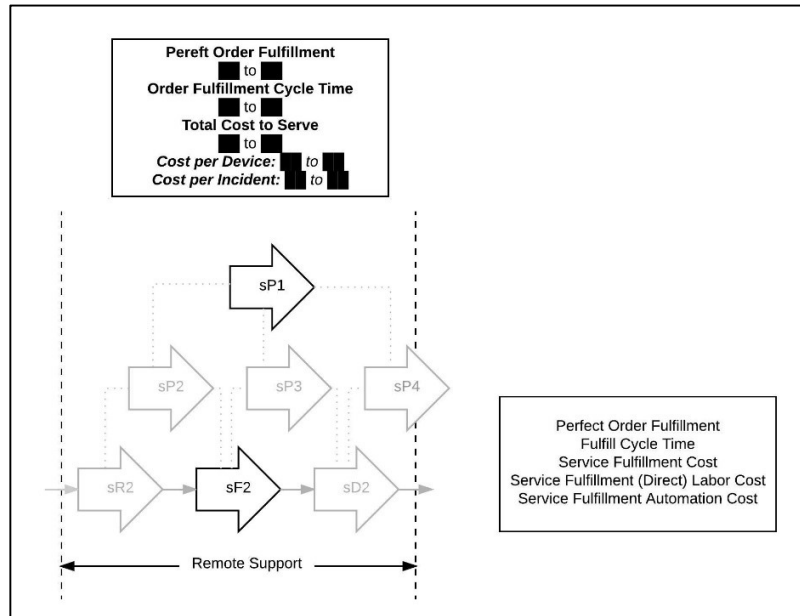 Pereft Order Fulfillment
to
Order Fulfillment Cycle Time
to
Total Cost to Serve
to
Cost per Device: to
Cost per Incident: to
sP1
sP2 sP3 sP4
sR2 sF2 sD2
Remote Support
Perfect Order Fulfillment
Fulfill Cycle Time
Service Fulfillment Cost
Service Fulfillment (Direct) Labor Cost
Service Fulfillment Automation Cost